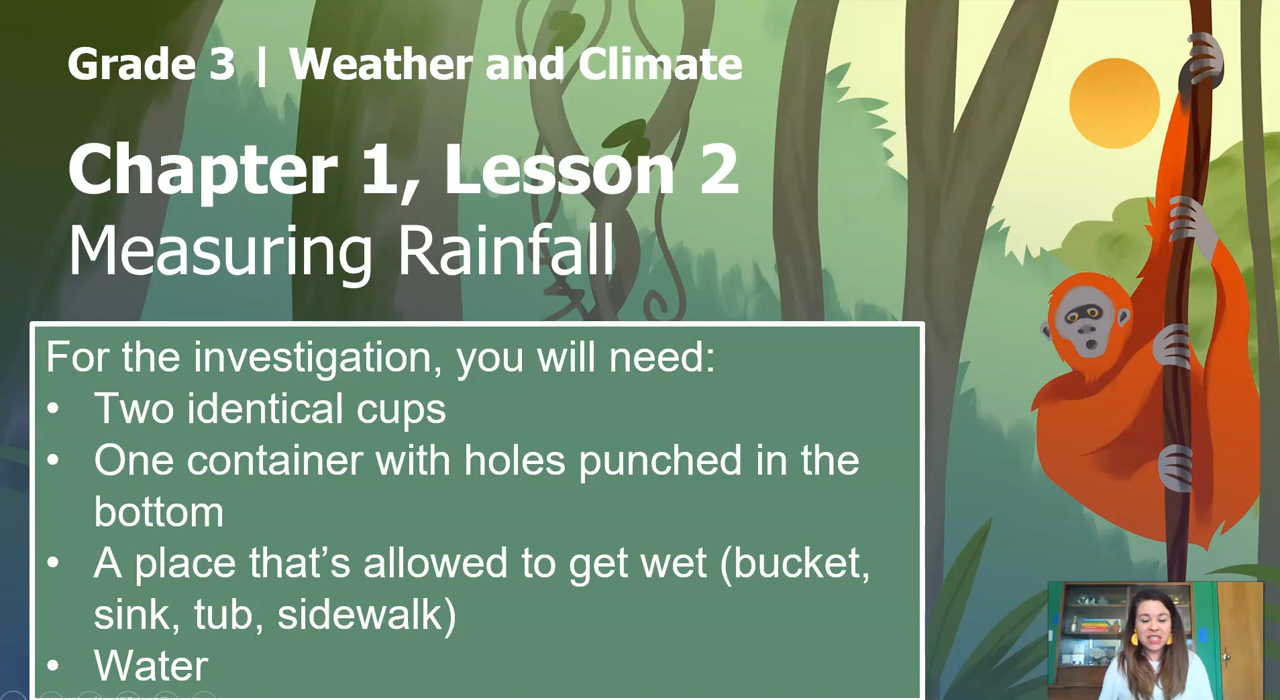 Grade 3 | Weather and Climate
Chapter 1, Lesson 2
Measuring Rainfall
For the investigation, you will need:
• Two identical cups
• One container with holes punched in the
bottom
• A place that’s allowed to get wet (bucket,
sink, tub, sidewalk)
• Water